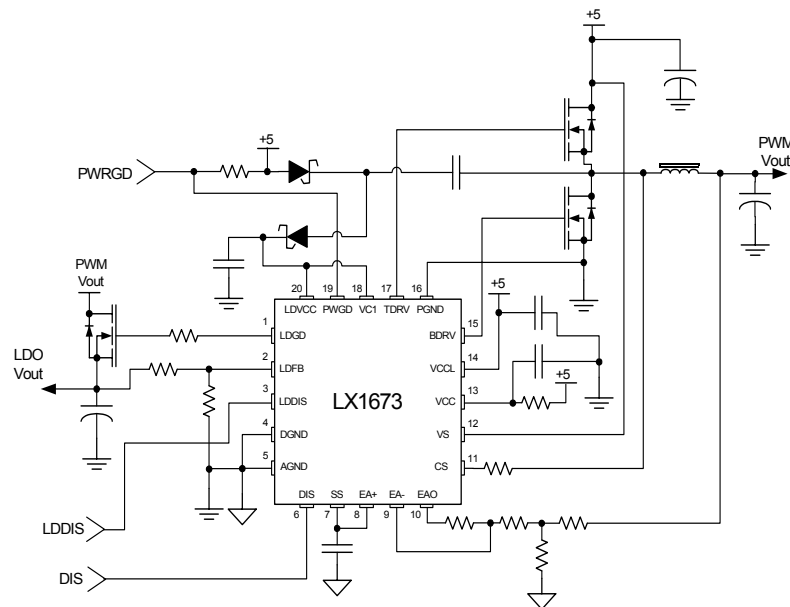 +5
PWM
Vout
+5
PWRGD
PWM
Vout
20 19 18 17 16
LDVCC PWGD VC1 TDRV PGND
+5
1 LDGD
BDRV 15
LDO
Vout
2 LDFB
VCCL 14
+5
3 LDDIS
LX1673
VCC 13
4 DGND
VS 12
5 AGND
CS 11
DIS SS EA+ EA- EAO
6 7 8 9 10
LDDIS
DIS